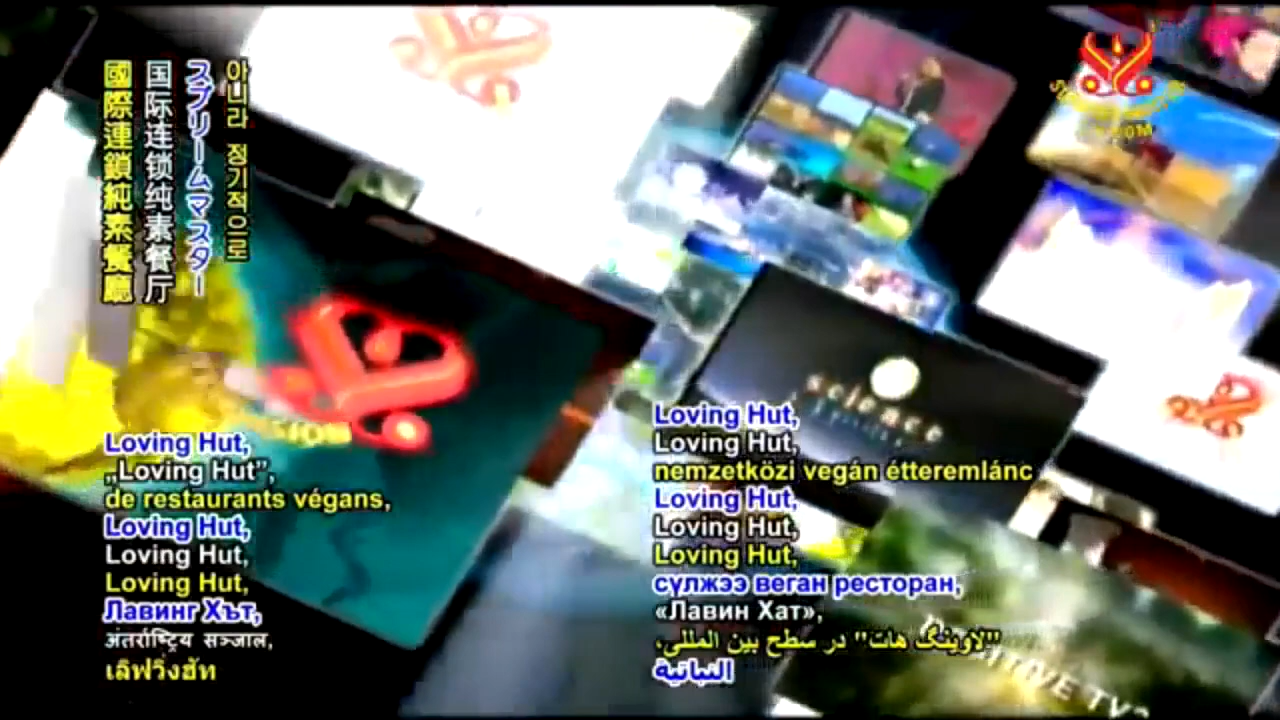 아니라 정기적으로
スプリームマスター
国际连锁纯素餐厅
國際連鎖純素餐廳
Loving Hut,
„Loving Hut”,
de restaurants végans,
Loving Hut,
Loving Hut,
Loving Hut,
Лавинг Хът,
अंतर्राष्ट्रिय सञ्जाल,
เลิฟวิ่งฮัท
Loving Hut,
Loving Hut,
nemzetközi vegán étteremlánc
Loving Hut,
Loving Hut,
Loving Hut,
сүлжээ веган ресторан,
«Лавин Хат»,
"لاوینگ هات" در سطح بین المللی،
النباتية
science